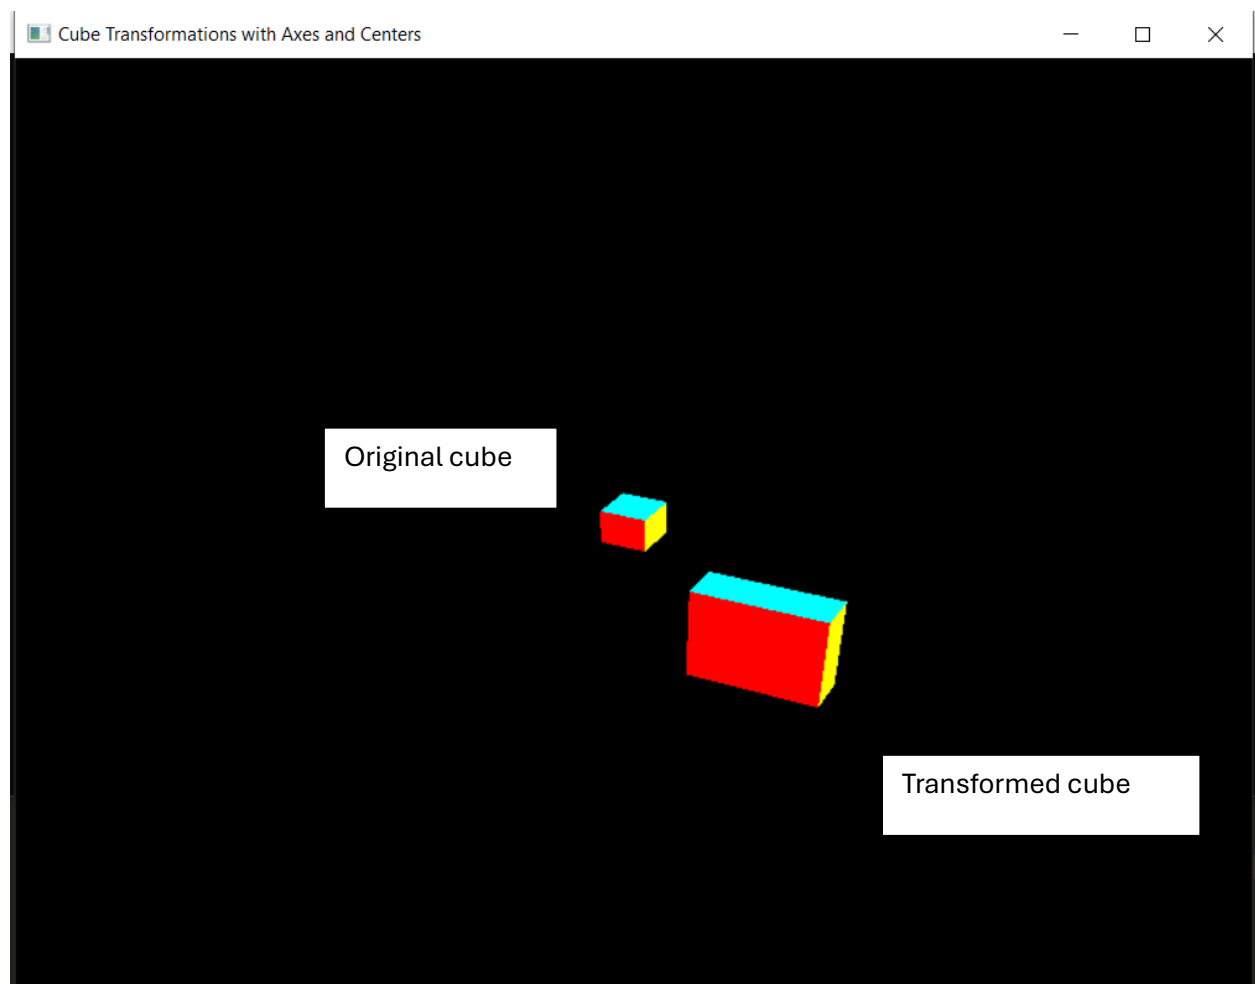 Cube Transformations with Axes and Centers
Original cube
Transformed cube